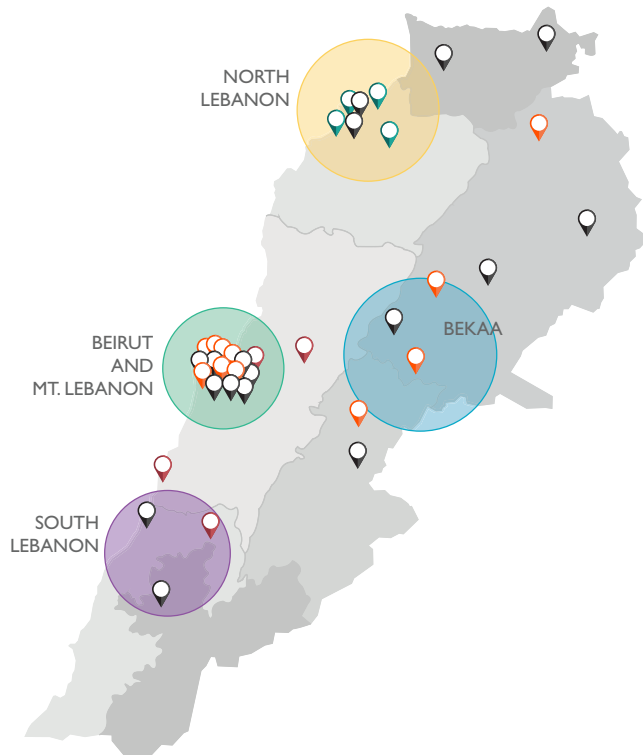 NORTH
LEBANON
BEKAA
BEIRUT
AND
MT. LEBANON
SOUTH
LEBANON